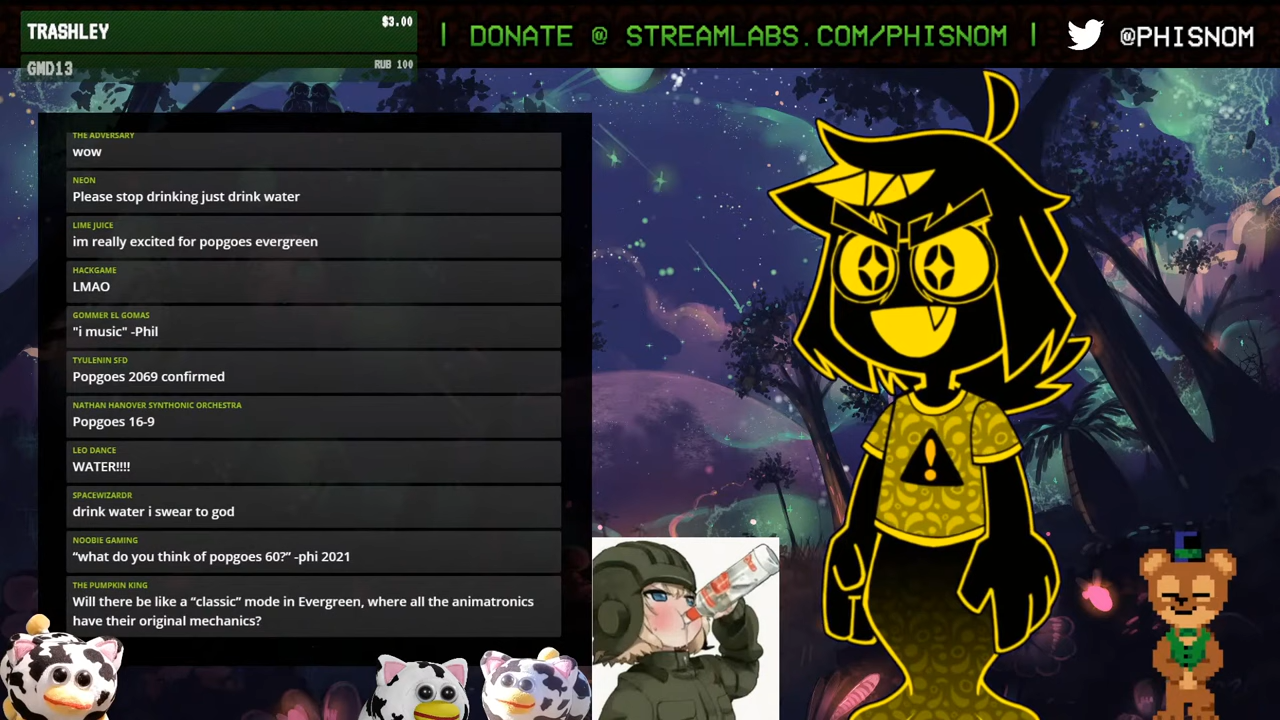 TRASHLEY $3.00
GMD13 RUB 100
| DONATE @ STREAMLABS.COM/PHISNOM | @PHISNOM
THE ADVERSARY
wow
NEON
Please stop drinking just drink water
LIME JUICE
im really excited for popgoes evergreen
HACKGAME
LMAO
GOMMER EL GOMAS
"i music" -Phil
TYULENIN SFD
Popgoes 2069 confirmed
NATHAN HANOVER SYNTHONIC ORCHESTRA
Popgoes 16-9
LEO DANCE
WATER!!!!
SPACEWIZARDR
drink water i swear to god
NOOBIE GAMING
“what do you think of popgoes 60?” -phi 2021
THE PUMPKIN KING
Will there be like a “classic” mode in Evergreen, where all the animatronics
have their original mechanics?
!